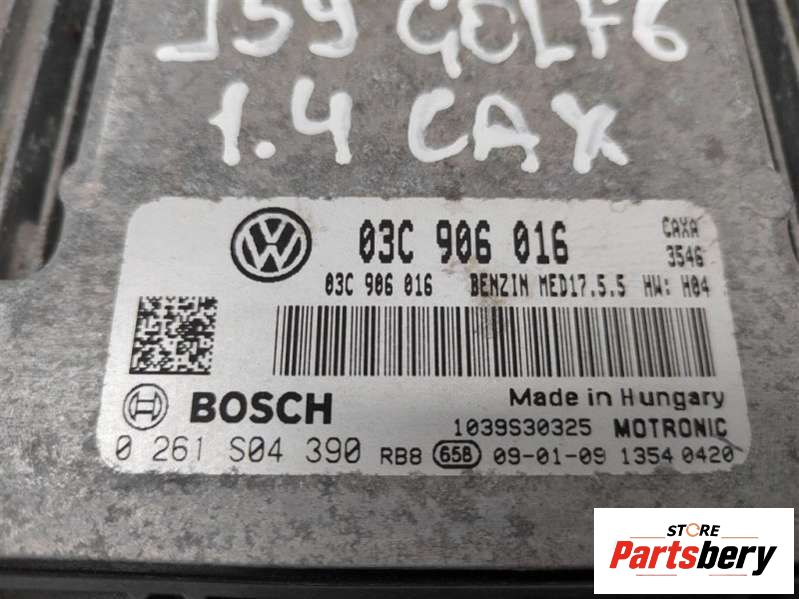 J59 GOLF6
1.4 CAX
03C 906 016
CAXA
3546
03C 906 016 BENZIN MED17.5.5 HW: H04
BOSCH
Made in Hungary
1039S30325 MOTRONIC
0 261 S04 390 RB8 658 09-01-09 1354 0420
STORE
Partsbery